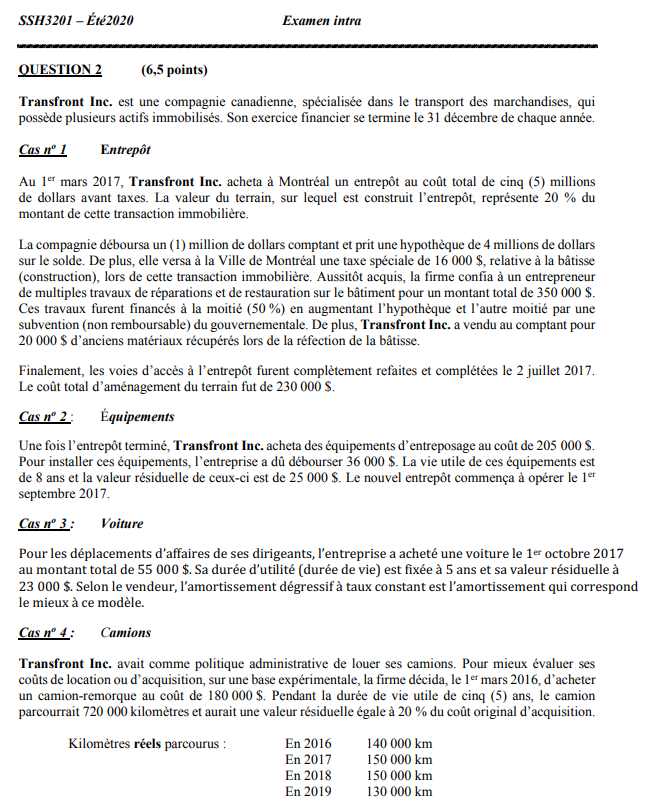 SSH3201 – Été2020 Examen intra
QUESTION 2 (6,5 points)
Transfront Inc. est une compagnie canadienne, spécialisée dans le transport des marchandises, qui
possède plusieurs actifs immobilisés. Son exercice financier se termine le 31 décembre de chaque année.
Cas nº 1 Entrepôt
Au 1er mars 2017, Transfront Inc. acheta à Montréal un entrepôt au coût total de cinq (5) millions
de dollars avant taxes. La valeur du terrain, sur lequel est construit l’entrepôt, représente 20 % du
montant de cette transaction immobilière.
La compagnie déboursa un (1) million de dollars comptant et prit une hypothèque de 4 millions de dollars
sur le solde. De plus, elle versa à la Ville de Montréal une taxe spéciale de 16 000 $, relative à la bâtisse
(construction), lors de cette transaction immobilière. Aussitôt acquis, la firme confia à un entrepreneur
de multiples travaux de réparations et de restauration sur le bâtiment pour un montant total de 350 000 $.
Ces travaux furent financés à la moitié (50 %) en augmentant l’hypothèque et l’autre moitié par une
subvention (non remboursable) du gouvernementale. De plus, Transfront Inc. a vendu au comptant pour
20 000 $ d’anciens matériaux récupérés lors de la réfection de la bâtisse.
Finalement, les voies d’accès à l’entrepôt furent complètement refaites et complétées le 2 juillet 2017.
Le coût total d’aménagement du terrain fut de 230 000 $.
Cas nº 2 : Équipements
Une fois l’entrepôt terminé, Transfront Inc. acheta des équipements d’entreposage au coût de 205 000 $.
Pour installer ces équipements, l’entreprise a dû débourser 36 000 $. La vie utile de ces équipements est
de 8 ans et la valeur résiduelle de ceux-ci est de 25 000 $. Le nouvel entrepôt commença à opérer le 1er
septembre 2017.
Cas nº 3 : Voiture
Pour les déplacements d’affaires de ses dirigeants, l’entreprise a acheté une voiture le 1er octobre 2017
au montant total de 55 000 $. Sa durée d’utilité (durée de vie) est fixée à 5 ans et sa valeur résiduelle à
23 000 $. Selon le vendeur, l’amortissement dégressif à taux constant est l’amortissement qui correspond
le mieux à ce modèle.
Cas nº 4 : Camions
Transfront Inc. avait comme politique administrative de louer ses camions. Pour mieux évaluer ses
coûts de location ou d’acquisition, sur une base expérimentale, la firme décida, le 1er mars 2016, d’acheter
un camion-remorque au coût de 180 000 $. Pendant la durée de vie utile de cinq (5) ans, le camion
parcourrait 720 000 kilomètres et aurait une valeur résiduelle égale à 20 % du coût original d’acquisition.
Kilomètres réels parcourus : En 2016 140 000 km
En 2017 150 000 km
En 2018 150 000 km
En 2019 130 000 km